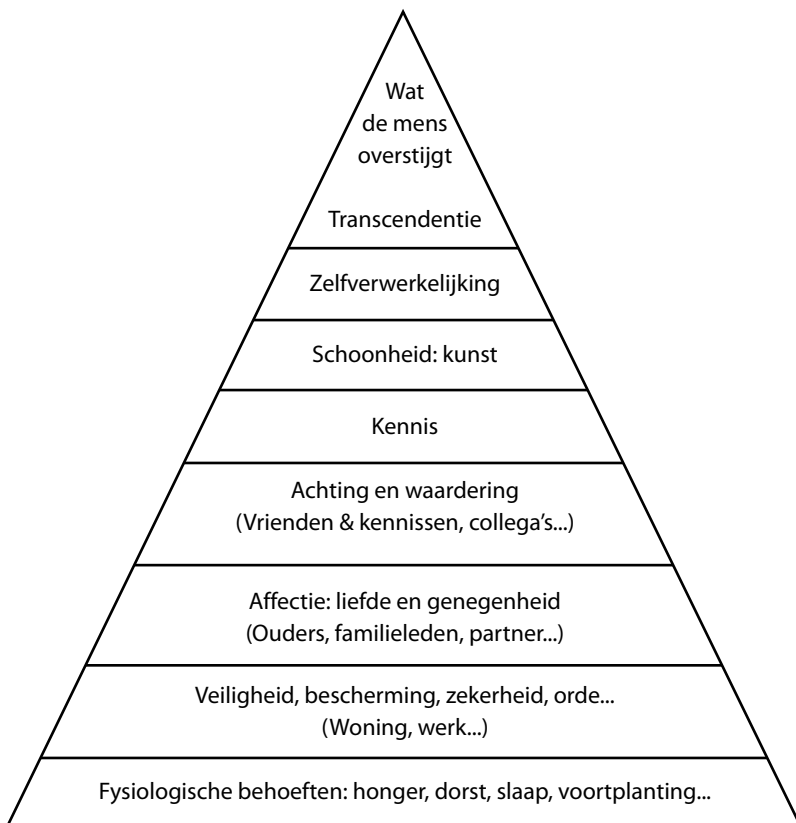 Wat
de mens
overstijgt
Transcendentie
Zelfverwerkelijking
Schoonheid: kunst
Kennis
Achting en waardering
(Vrienden & kennissen, collega’s...)
Affectie: liefde en genegenheid
(Ouders, familieleden, partner...)
Veiligheid, bescherming, zekerheid, orde...
(Woning, werk...)
Fysiologische behoeften: honger, dorst, slaap, voortplanting...